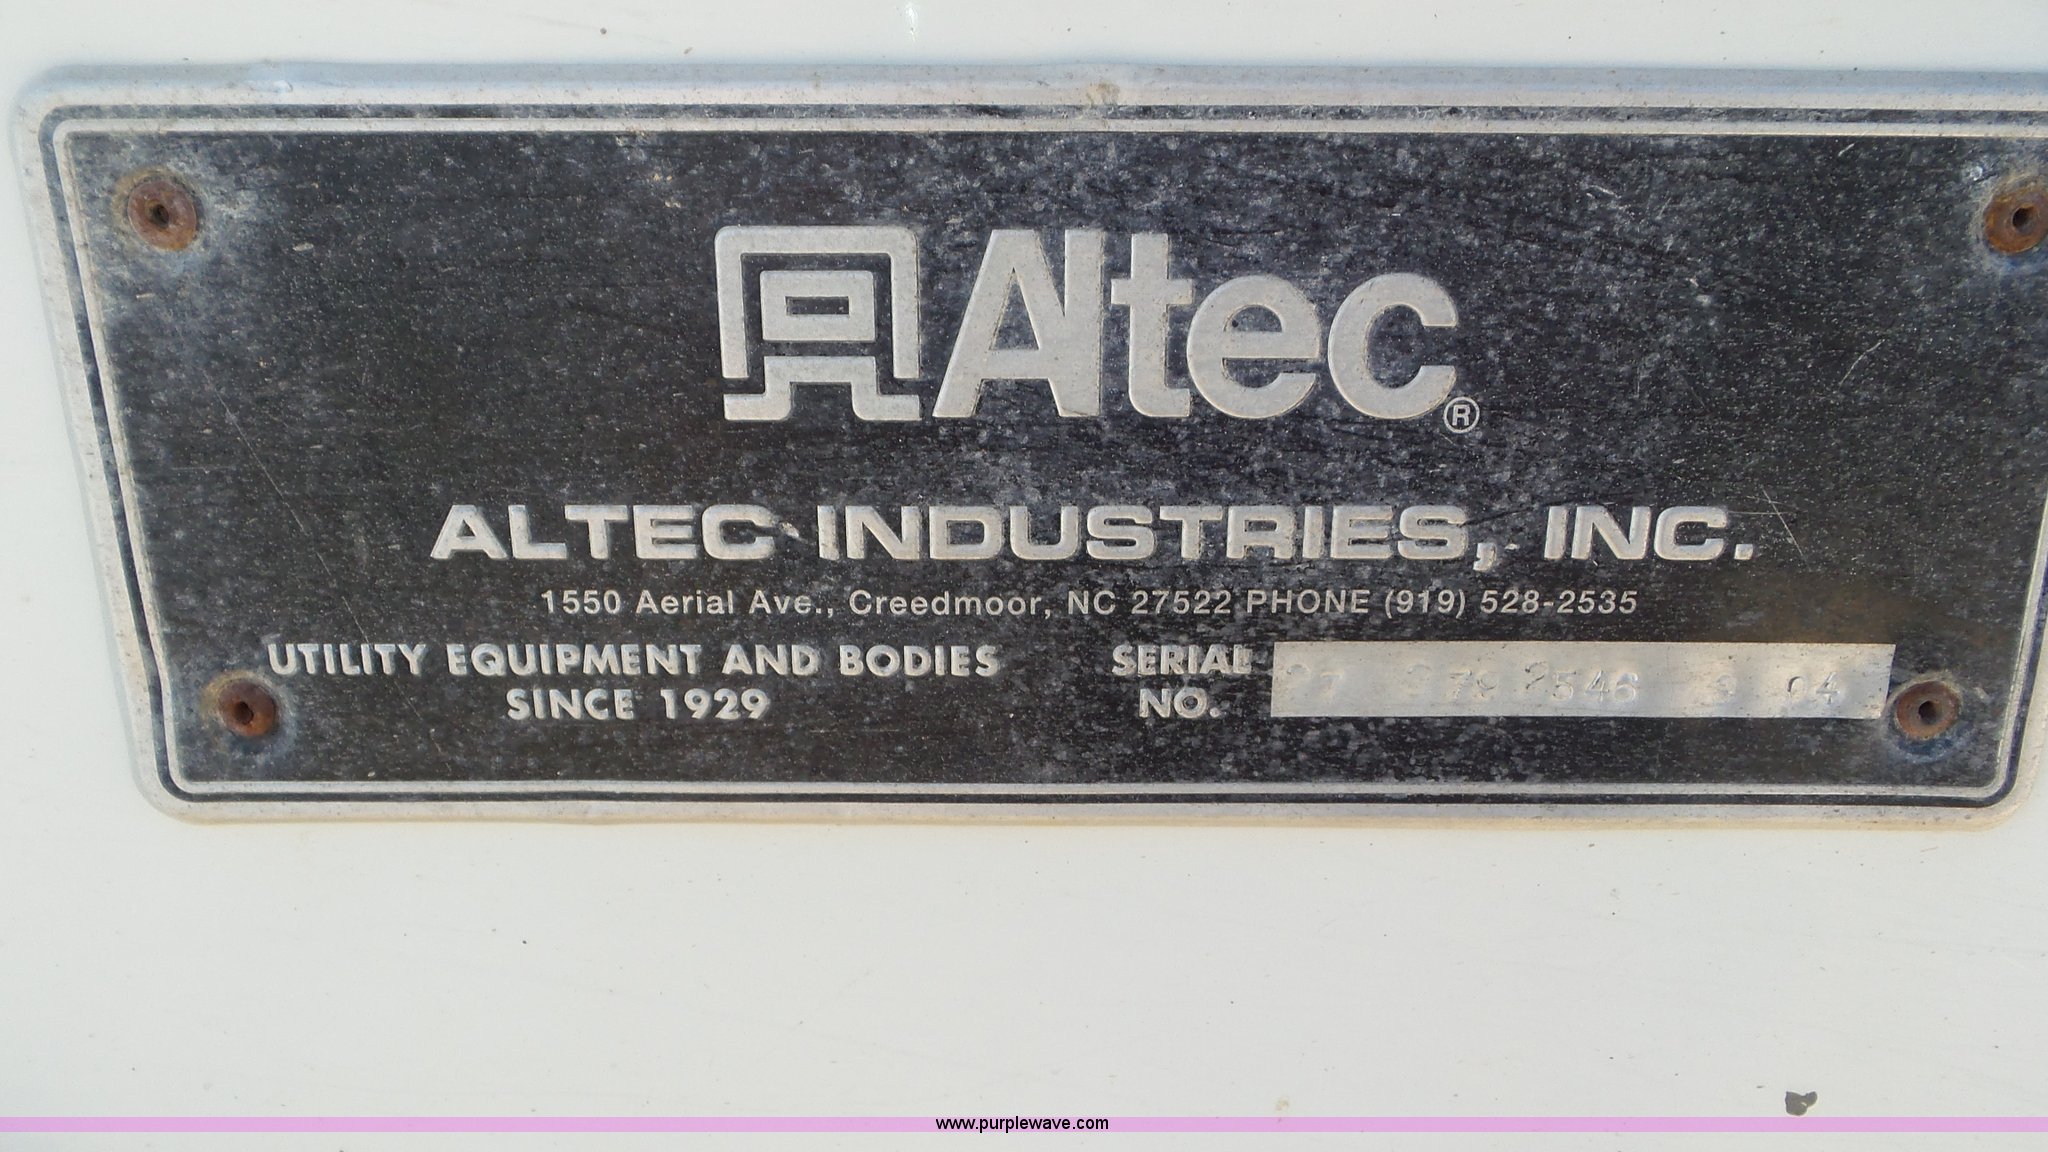 Altec®
ALTEC INDUSTRIES, INC.
1550 Aerial Ave., Creedmoor, NC 27522 PHONE (919) 528-2535
UTILITY EQUIPMENT AND BODIES
SINCE 1929
SERIAL
NO.
www.purplewave.com